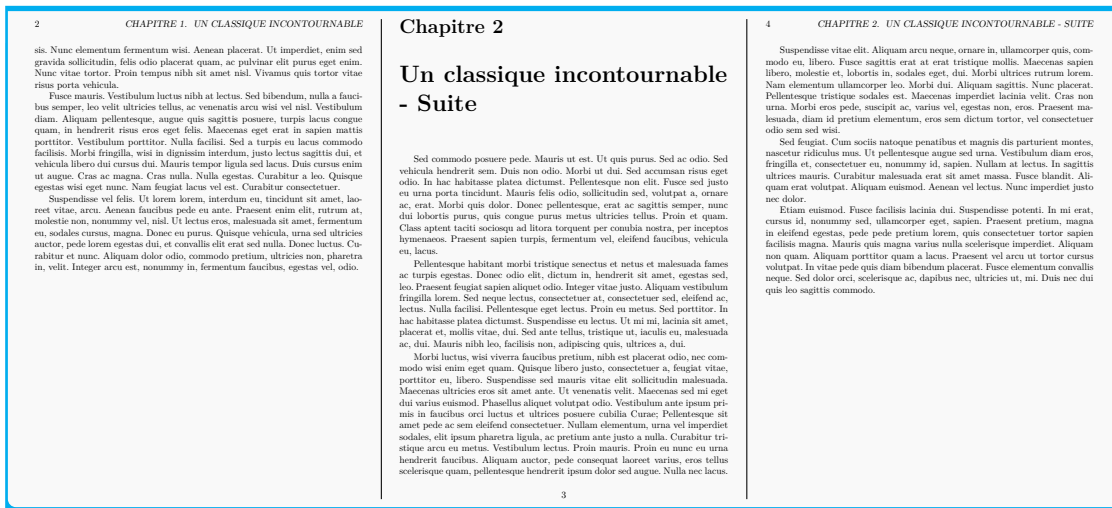 2 CHAPITRE 1. UN CLASSIQUE INCONTOURNABLE
sis. Nunc elementum fermentum wisi. Aenean placerat. Ut imperdiet, enim sed
gravida sollicitudin, felis odio placerat quam, ac pulvinar elit purus eget enim.
Nunc vitae tortor. Proin tempus nibh sit amet nisl. Vivamus quis tortor vitae
risus porta vehicula.
Fusce mauris. Vestibulum luctus nibh at lectus. Sed bibendum, nulla a fauci-
bus semper, leo velit ultricies tellus, ac venenatis arcu wisi vel nisl. Vestibulum
diam. Aliquam pellentesque, augue quis sagittis posuere, turpis lacus congue
quam, in hendrerit risus eros eget felis. Maecenas eget erat in sapien mattis
porttitor. Vestibulum porttitor. Nulla facilisi. Sed a turpis eu lacus commodo
facilisis. Morbi fringilla, wisi in dignissim interdum, justo lectus sagittis dui, et
vehicula libero dui cursus dui. Mauris tempor ligula sed lacus. Duis cursus enim
ut augue. Cras ac magna. Cras nulla. Nulla egestas. Curabitur a leo. Quisque
egestas wisi eget nunc. Nam feugiat lacus vel est. Curabitur consectetuer.
Suspendisse vel felis. Ut lorem lorem, interdum eu, tincidunt sit amet, lao-
reet vitae, arcu. Aenean faucibus pede eu ante. Praesent enim elit, rutrum at,
molestie non, nonummy vel, nisl. Ut lectus eros, malesuada sit amet, fermentum
eu, sodales cursus, magna. Donec eu purus. Quisque vehicula, urna sed ultricies
auctor, pede lorem egestas dui, et convallis elit erat sed nulla. Donec luctus. Cu-
rabitur et nunc. Aliquam dolor odio, commodo pretium, ultricies non, pharetra
in, velit. Integer arcu est, nonummy in, fermentum faucibus, egestas vel, odio.
Chapitre 2
Un classique incontournable
- Suite
Sed commodo posuere pede. Mauris ut est. Ut quis purus. Sed ac odio. Sed
vehicula hendrerit sem. Duis non odio. Morbi ut dui. Sed accumsan risus eget
odio. In hac habitasse platea dictumst. Pellentesque non elit. Fusce sed justo
eu urna porta tincidunt. Mauris felis odio, sollicitudin sed, volutpat a, ornare
ac, erat. Morbi quis dolor. Donec pellentesque, erat ac sagittis semper, nunc
dui lobortis purus, quis congue purus metus ultricies tellus. Proin et quam.
Class aptent taciti sociosqu ad litora torquent per conubia nostra, per inceptos
hymenaeos. Praesent sapien turpis, fermentum vel, eleifend faucibus, vehicula
eu, lacus.
Pellentesque habitant morbi tristique senectus et netus et malesuada fames
ac turpis egestas. Donec odio elit, dictum in, hendrerit sit amet, egestas sed,
leo. Praesent feugiat sapien aliquet odio. Integer vitae justo. Aliquam vestibulum
fringilla lorem. Sed neque lectus, consectetuer at, consectetuer sed, eleifend ac,
lectus. Nulla facilisi. Pellentesque eget lectus. Proin eu metus. Sed porttitor. In
hac habitasse platea dictumst. Suspendisse eu lectus. Ut mi mi, lacinia sit amet,
placerat et, mollis vitae, dui. Sed ante tellus, tristique ut, iaculis eu, malesuada
ac, dui. Mauris nibh leo, facilisis non, adipiscing quis, ultrices a, dui.
Morbi luctus, wisi viverra faucibus pretium, nibh est placerat odio, nec com-
modo wisi enim eget quam. Quisque libero justo, consectetuer a, feugiat vitae,
porttitor eu, libero. Suspendisse sed mauris vitae elit sollicitudin malesuada.
Maecenas ultricies eros sit amet ante. Ut venenatis velit. Maecenas sed mi eget
dui varius euismod. Phasellus aliquet volutpat odio. Vestibulum ante ipsum pri-
mis in faucibus orci luctus et ultrices posuere cubilia Curae; Pellentesque sit
amet pede ac sem eleifend consectetuer. Nullam elementum, urna vel imperdiet
sodales, elit ipsum pharetra ligula, ac pretium ante justo a nulla. Curabitur tri-
stique arcu eu metus. Vestibulum lectus. Proin mauris. Proin eu nunc eu urna
hendrerit faucibus. Aliquam auctor, pede consequat laoreet varius, eros tellus
scelerisque quam, pellentesque hendrerit ipsum dolor sed augue. Nulla nec lacus.
3
4 CHAPITRE 2. UN CLASSIQUE INCONTOURNABLE - SUITE
Suspendisse vitae elit. Aliquam arcu neque, ornare in, ullamcorper quis, com-
modo eu, libero. Fusce sagittis erat at erat tristique mollis. Maecenas sapien
libero, molestie et, lobortis in, sodales eget, dui. Morbi ultrices rutrum lorem.
Nam elementum ullamcorper leo. Morbi dui. Aliquam sagittis. Nunc placerat.
Pellentesque tristique sodales est. Maecenas imperdiet lacinia velit. Cras non
urna. Morbi eros pede, suscipit ac, varius vel, egestas non, eros. Praesent ma-
lesuada, diam id pretium elementum, eros sem dictum tortor, vel consectetuer
odio sem sed wisi.
Sed feugiat. Cum sociis natoque penatibus et magnis dis parturient montes,
nascetur ridiculus mus. Ut pellentesque augue sed urna. Vestibulum diam eros,
fringilla et, consectetuer eu, nonummy id, sapien. Nullam at lectus. In sagittis
ultrices mauris. Curabitur malesuada erat sit amet massa. Fusce blandit. Ali-
quam erat volutpat. Aliquam euismod. Aenean vel lectus. Nunc imperdiet justo
nec dolor.
Etiam euismod. Fusce facilisis lacinia dui. Suspendisse potenti. In mi erat,
cursus id, nonummy sed, ullamcorper eget, sapien. Praesent pretium, magna
in eleifend egestas, pede pede pretium lorem, quis consectetuer tortor sapien
facilisis magna. Mauris quis magna varius nulla scelerisque imperdiet. Aliquam
non quam. Aliquam porttitor quam a lacus. Praesent vel arcu ut tortor cursus
volutpat. In vitae pede quis diam bibendum placerat. Fusce elementum convallis
neque. Sed dolor orci, scelerisque ac, dapibus nec, ultricies ut, mi. Duis nec dui
quis leo sagittis commodo.